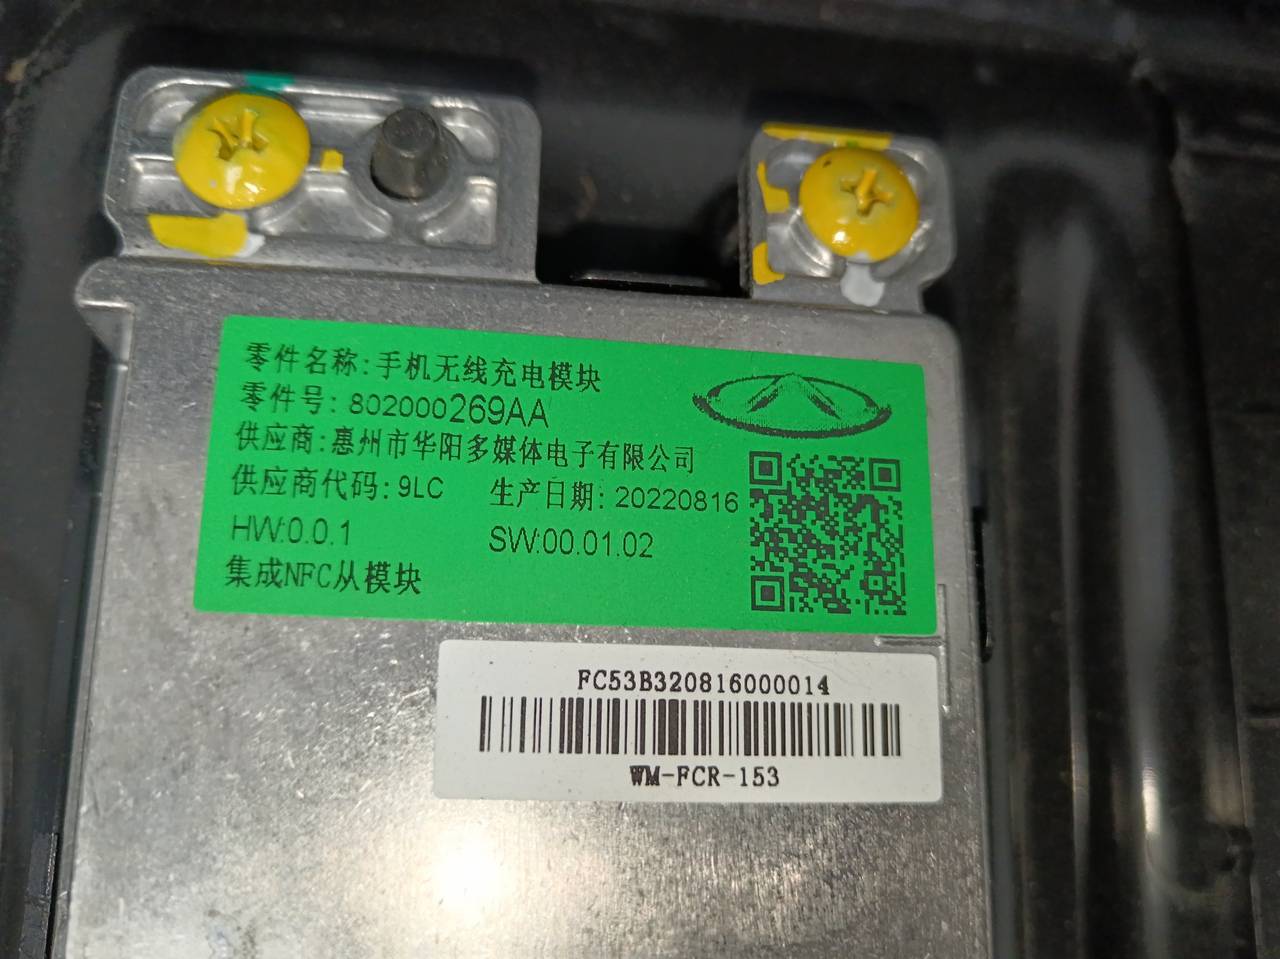 零件名称:手机无线充电模块
零件号:802000269AA
供应商:惠州市华阳多媒体电子有限公司
供应商代码:9LC 生产日期:20220816
HW:0.0.1 SW:00.01.02
集成NFC从模块
FC53B320816000014
WM-FCR-153